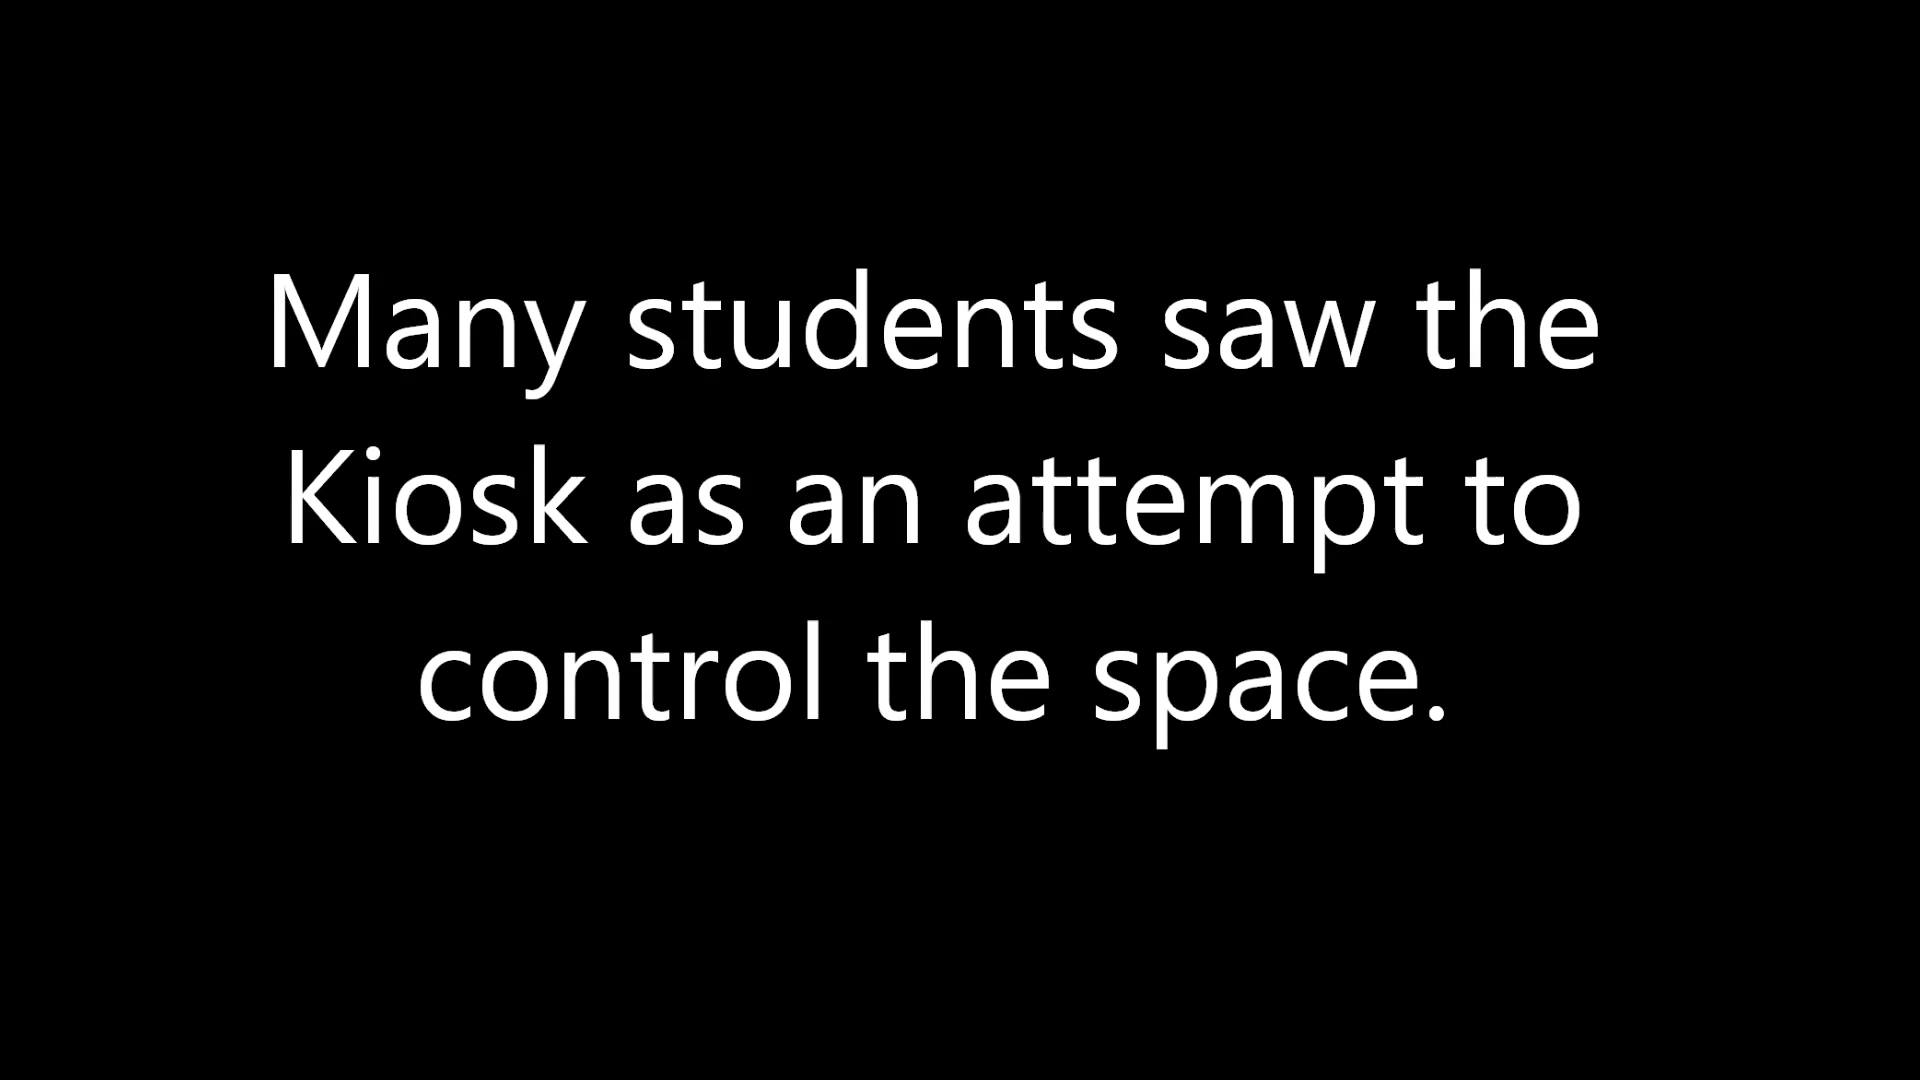 Many students saw the
Kiosk as an attempt to
control the space.